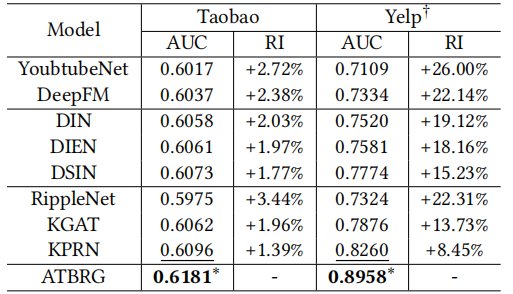 Model Taobao Yelp†
AUC RI AUC RI
YoubtubeNet 0.6017 +2.72% 0.7109 +26.00%
DeepFM 0.6037 +2.38% 0.7334 +22.14%
DIN 0.6058 +2.03% 0.7520 +19.12%
DIEN 0.6061 +1.97% 0.7581 +18.16%
DSIN 0.6073 +1.77% 0.7774 +15.23%
RippleNet 0.5975 +3.44% 0.7324 +22.31%
KGAT 0.6062 +1.96% 0.7876 +13.73%
KPRN 0.6096 +1.39% 0.8260 +8.45%
ATBRG 0.6181* - 0.8958* -